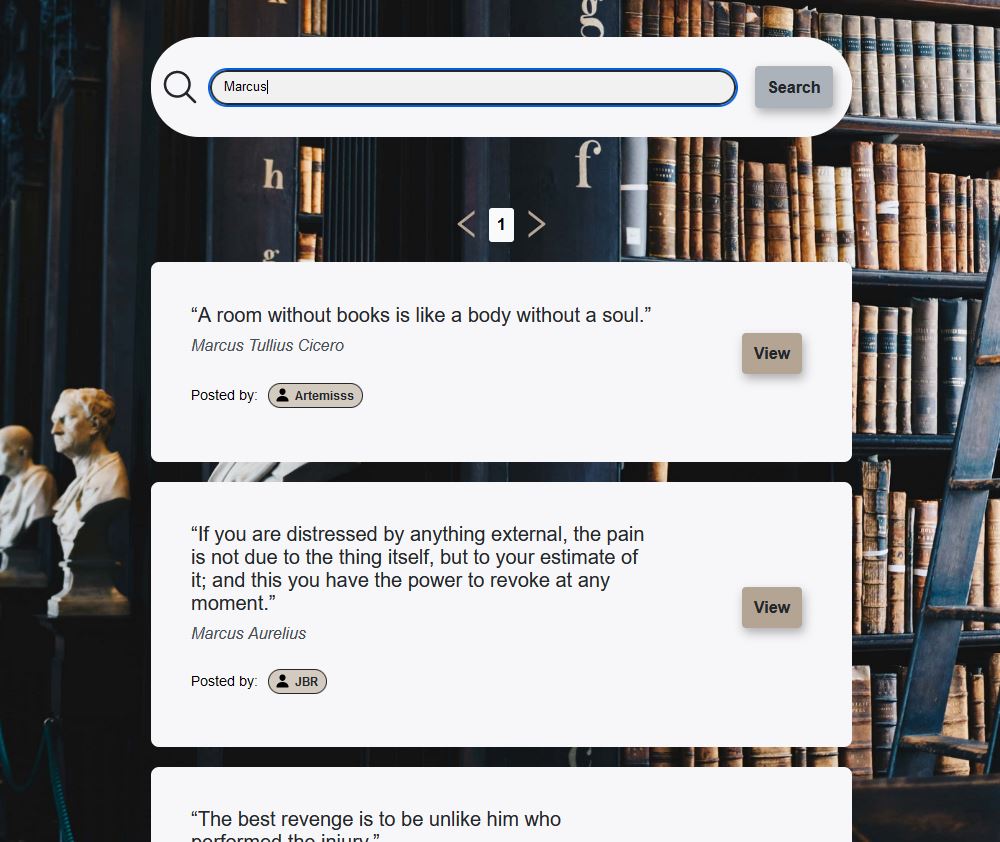 g
Marcus
Search
h
f
1
g
“A room without books is like a body without a soul.”
Marcus Tullius Cicero
View
Posted by:
Artemisss
“If you are distressed by anything external, the pain
is not due to the thing itself, but to your estimate of
it; and this you have the power to revoke at any
moment.”
Marcus Aurelius
View
Posted by:
JBR
“The best revenge is to be unlike him who
performed the injury.”